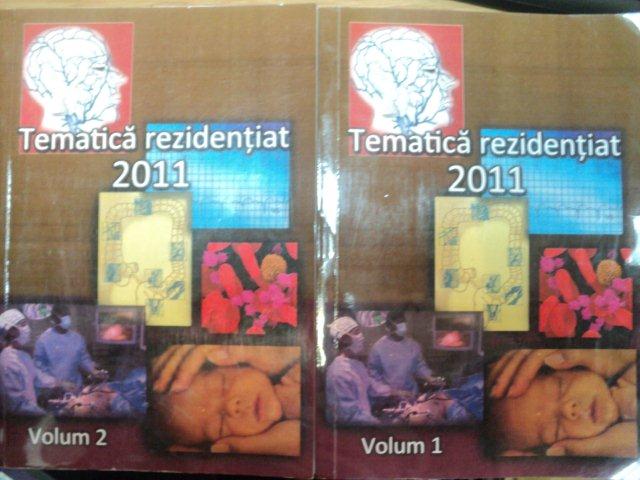 Tematică rezidențiat
2011
Volum 2
Tematică rezidențiat
2011
Volum 1